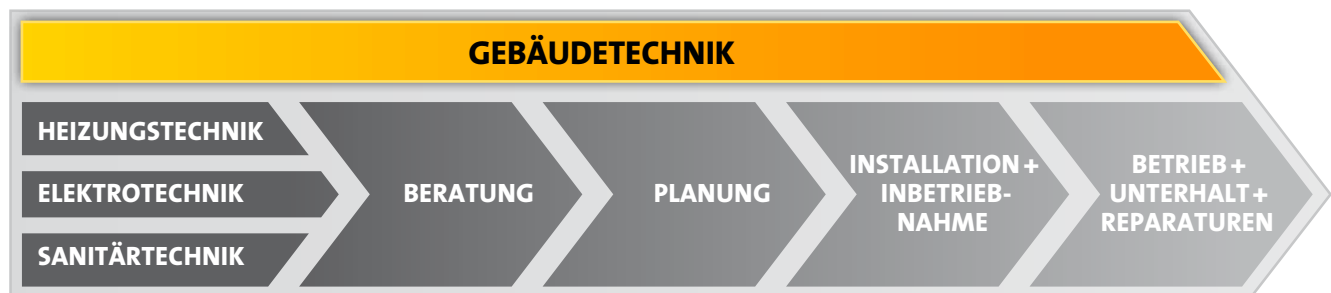 GEBÄUDETECHNIK
HEIZUNGSTECHNIK
ELEKTROTECHNIK
SANITÄRTECHNIK
BERATUNG
PLANUNG
INSTALLATION+
INBETRIEB-
NAHME
BETRIEB+
UNTERHALT+
REPARATUREN